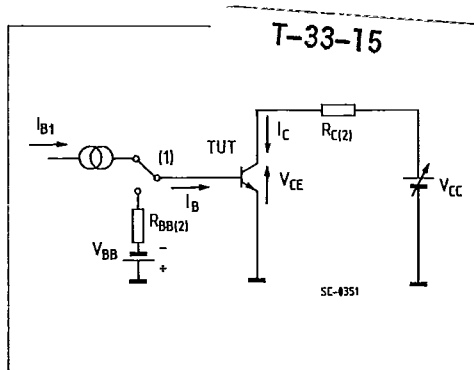 T-33-15
I_B1
(1)
TUT
I_C
R_C(2)
I_B
V_CE
V_CC
R_BB(2)
V_BB
−
+
SC-0351